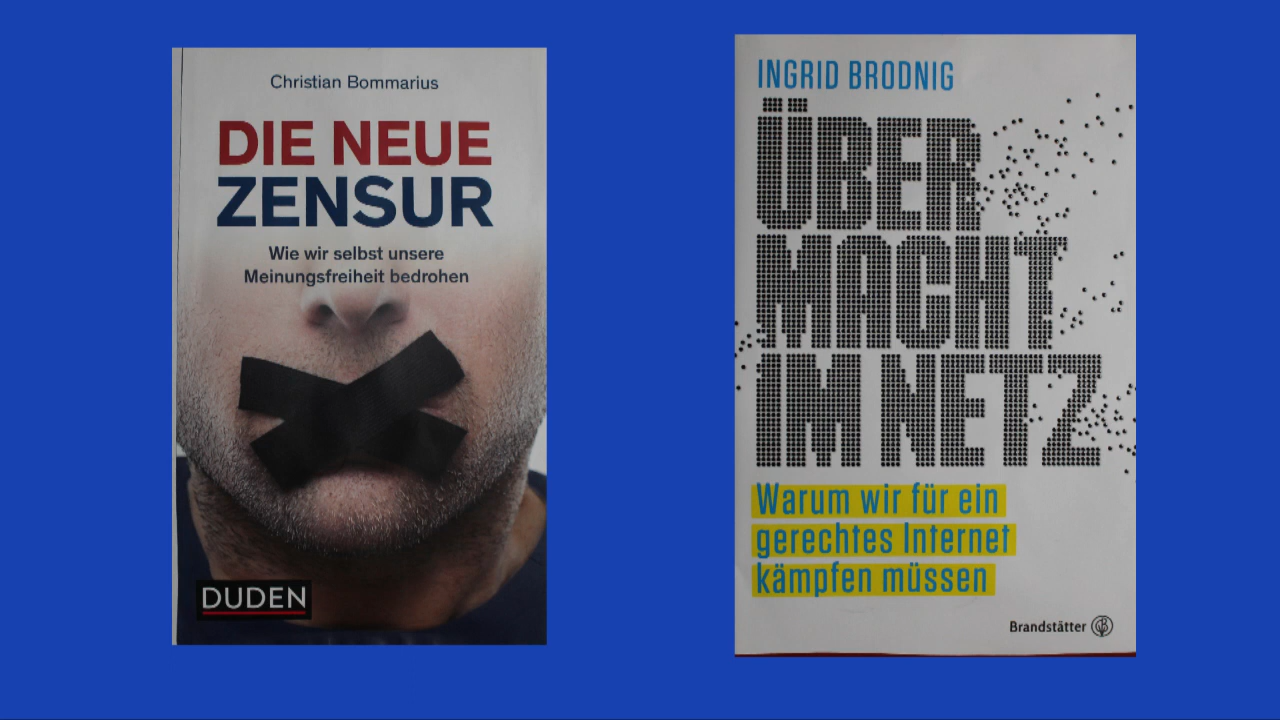 Christian Bommarius
DIE NEUE
ZENSUR
Wie wir selbst unsere
Meinungsfreiheit bedrohen
DUDEN
INGRID BRODNIG
ÜBER
MACHT
IM NETZ
Warum wir für ein
gerechtes Internet
kämpfen müssen
Brandstätter